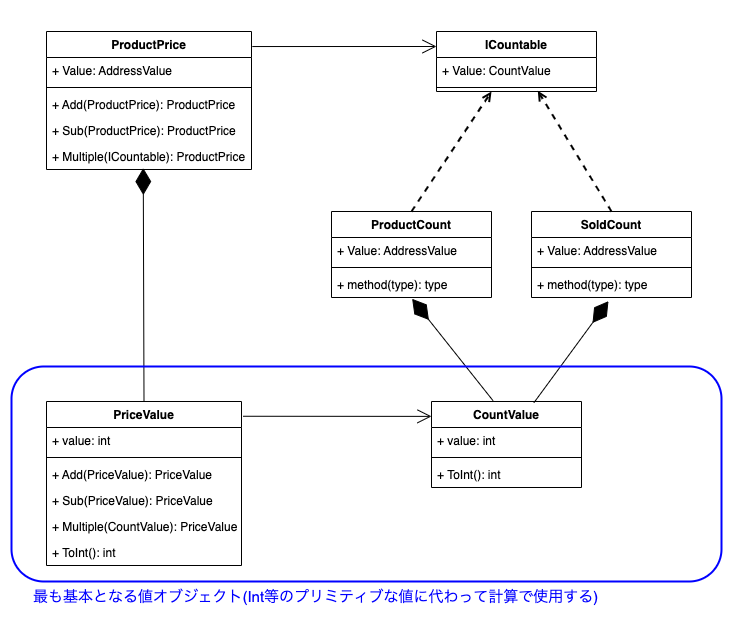 ProductPrice
+ Value: AddressValue
+ Add(ProductPrice): ProductPrice
+ Sub(ProductPrice): ProductPrice
+ Multiple(ICountable): ProductPrice
ICountable
+ Value: CountValue
ProductCount
+ Value: AddressValue
+ method(type): type
SoldCount
+ Value: AddressValue
+ method(type): type
PriceValue
+ value: int
+ Add(PriceValue): PriceValue
+ Sub(PriceValue): PriceValue
+ Multiple(CountValue): PriceValue
+ ToInt(): int
CountValue
+ value: int
+ ToInt(): int
最も基本となる値オブジェクト(Int等のプリミティブな値に代わって計算で使用する)